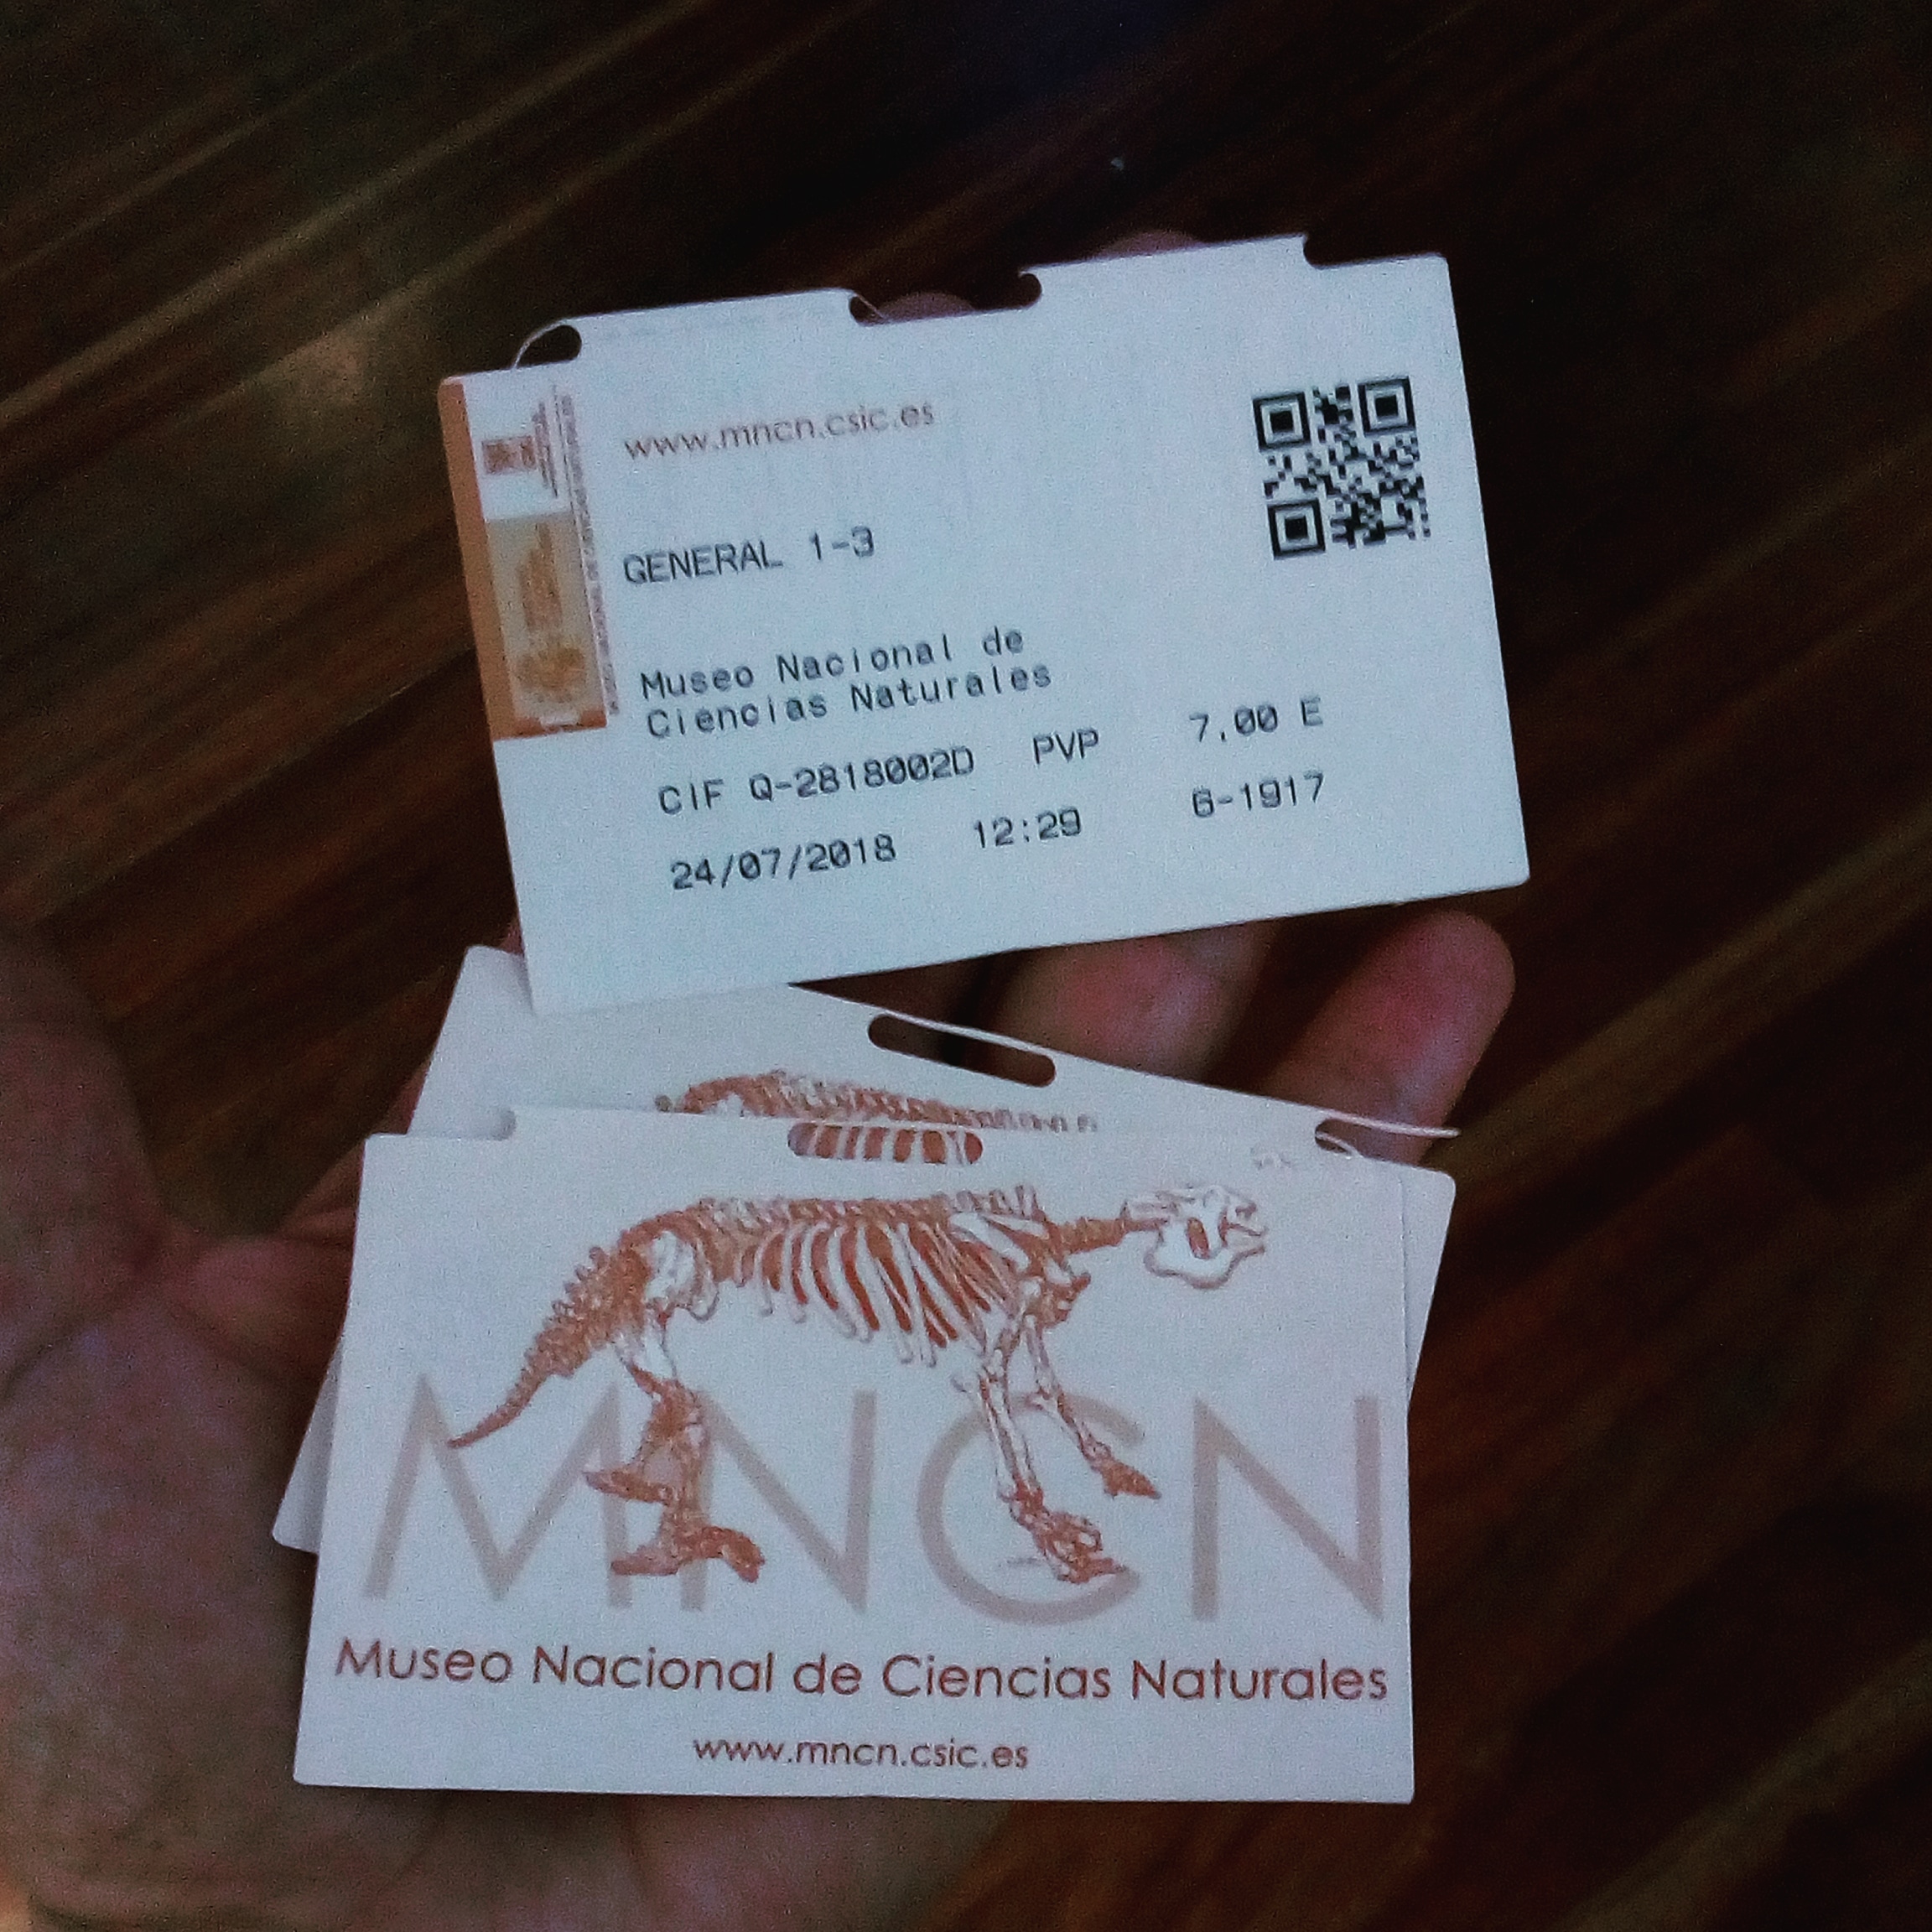 www.mncn.csic.es
GENERAL 1-3
Museo Nacional de
Ciencias Naturales
CIF Q-2818002D PVP 7,00 E
24/07/2018 12:29 6-1917
MNCN
Museo Nacional de Ciencias Naturales
www.mncn.csic.es